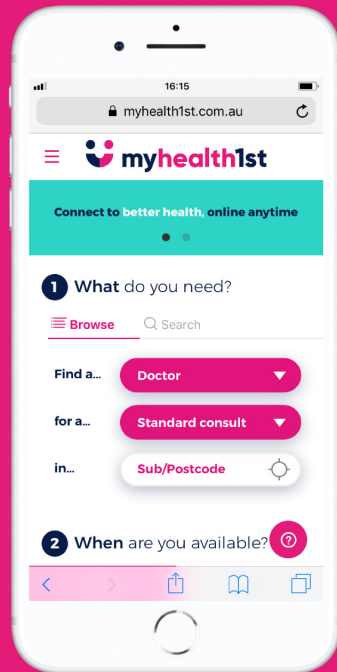 16:15
myhealth1st.com.au
myhealth1st
Connect to better health, online anytime
1 What do you need?
Browse Search
Find a... Doctor
for a... Standard consult
in... Sub/Postcode
2 When are you available? ?